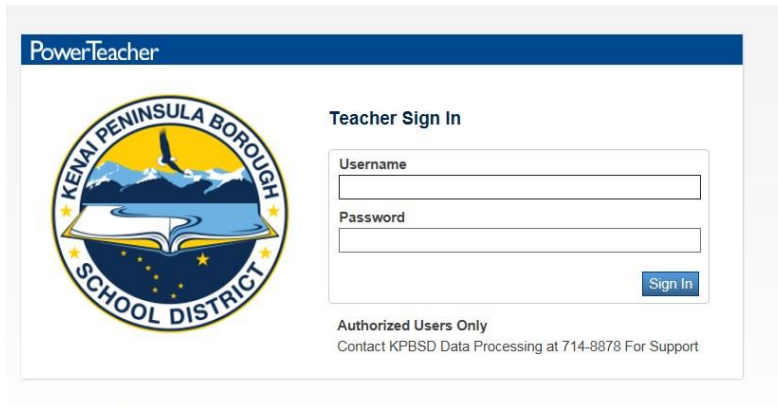 PowerTeacher
KENAI PENINSULA BOROUGH
SCHOOL DISTRICT
Teacher Sign In
Username
Password
Sign In
Authorized Users Only
Contact KPBSD Data Processing at 714-8878 For Support